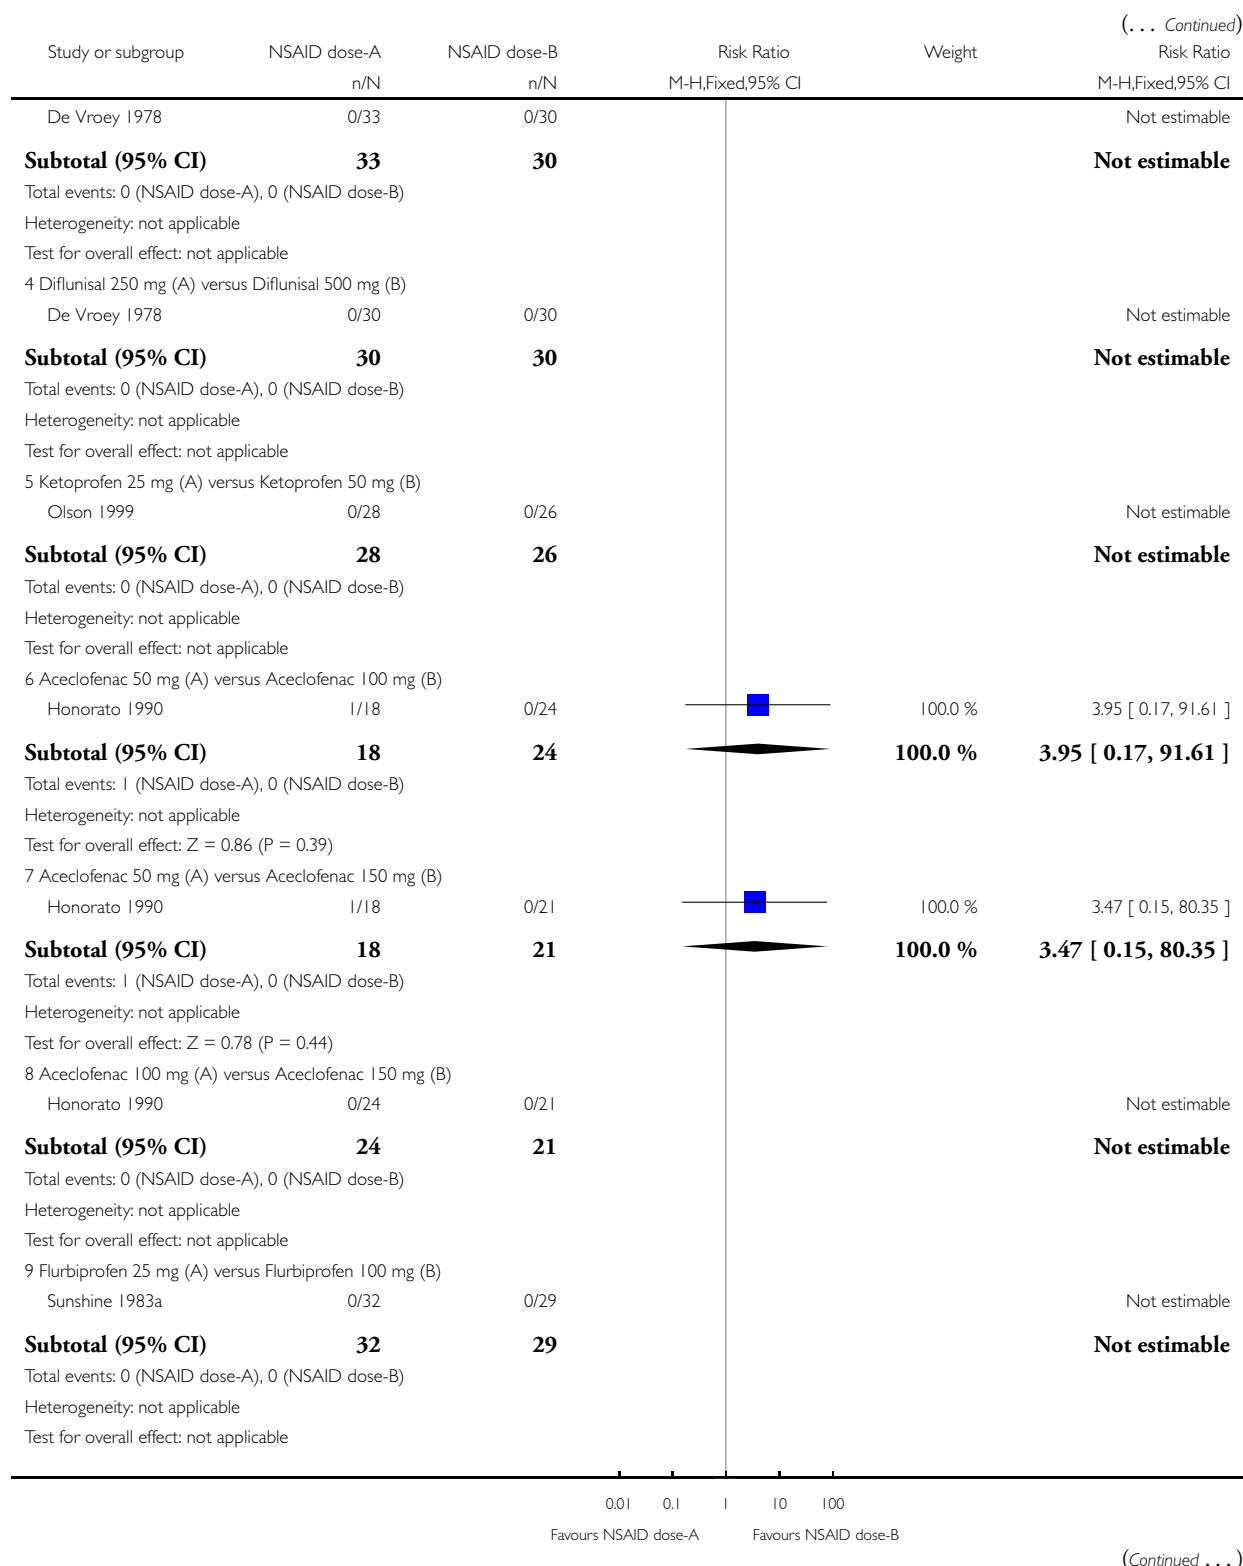 (... Continued)
Study or subgroup NSAID dose-A NSAID dose-B Risk Ratio Weight Risk Ratio
n/N n/N M-H,Fixed,95% CI M-H,Fixed,95% CI
De Vroey 1978 0/33 0/30 Not estimable
Subtotal (95% CI) 33 30 Not estimable
Total events: 0 (NSAID dose-A), 0 (NSAID dose-B)
Heterogeneity: not applicable
Test for overall effect: not applicable
4 Diflunisal 250 mg (A) versus Diflunisal 500 mg (B)
De Vroey 1978 0/30 0/30 Not estimable
Subtotal (95% CI) 30 30 Not estimable
Total events: 0 (NSAID dose-A), 0 (NSAID dose-B)
Heterogeneity: not applicable
Test for overall effect: not applicable
5 Ketoprofen 25 mg (A) versus Ketoprofen 50 mg (B)
Olson 1999 0/28 0/26 Not estimable
Subtotal (95% CI) 28 26 Not estimable
Total events: 0 (NSAID dose-A), 0 (NSAID dose-B)
Heterogeneity: not applicable
Test for overall effect: not applicable
6 Aceclofenac 50 mg (A) versus Aceclofenac 100 mg (B)
Honorato 1990 1/18 0/24 100.0 % 3.95 [ 0.17, 91.61 ]
Subtotal (95% CI) 18 24 100.0 % 3.95 [ 0.17, 91.61 ]
Total events: 1 (NSAID dose-A), 0 (NSAID dose-B)
Heterogeneity: not applicable
Test for overall effect: Z = 0.86 (P = 0.39)
7 Aceclofenac 50 mg (A) versus Aceclofenac 150 mg (B)
Honorato 1990 1/18 0/21 100.0 % 3.47 [ 0.15, 80.35 ]
Subtotal (95% CI) 18 21 100.0 % 3.47 [ 0.15, 80.35 ]
Total events: 1 (NSAID dose-A), 0 (NSAID dose-B)
Heterogeneity: not applicable
Test for overall effect: Z = 0.78 (P = 0.44)
8 Aceclofenac 100 mg (A) versus Aceclofenac 150 mg (B)
Honorato 1990 0/24 0/21 Not estimable
Subtotal (95% CI) 24 21 Not estimable
Total events: 0 (NSAID dose-A), 0 (NSAID dose-B)
Heterogeneity: not applicable
Test for overall effect: not applicable
9 Flurbiprofen 25 mg (A) versus Flurbiprofen 100 mg (B)
Sunshine 1983a 0/32 0/29 Not estimable
Subtotal (95% CI) 32 29 Not estimable
Total events: 0 (NSAID dose-A), 0 (NSAID dose-B)
Heterogeneity: not applicable
Test for overall effect: not applicable
0.01 0.1 1 10 100
Favours NSAID dose-A Favours NSAID dose-B
(Continued ...)